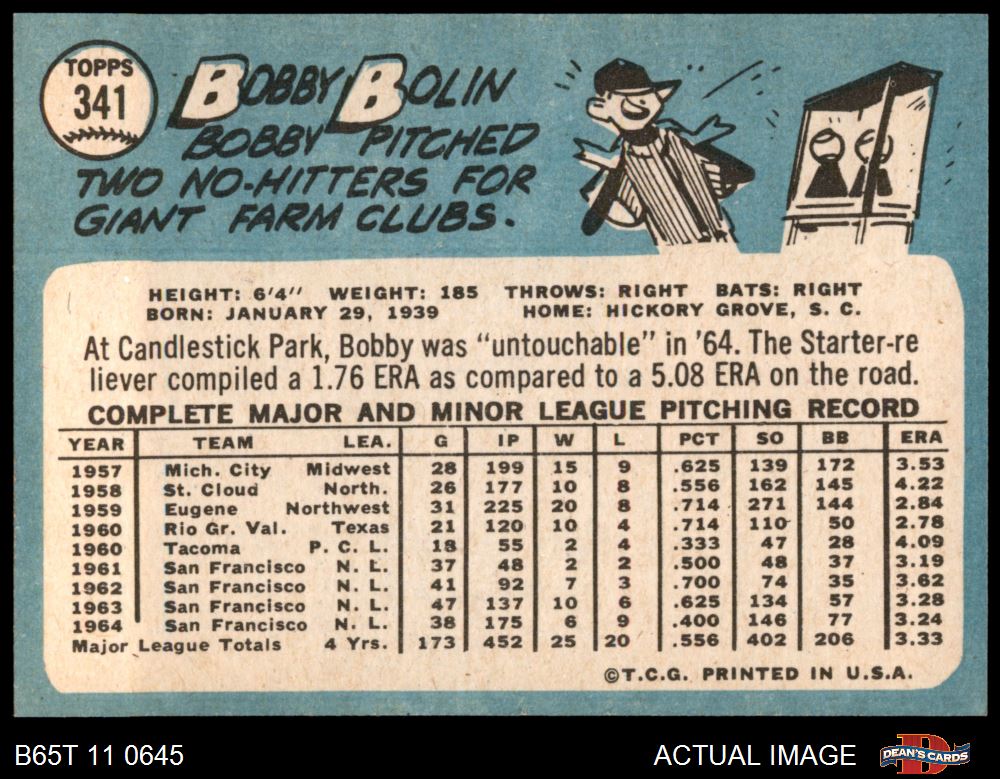 TOPPS
341
BOBBY BOLIN
BOBBY PITCHED
TWO NO-HITTERS FOR
GIANT FARM CLUBS.
HEIGHT: 6'4" WEIGHT: 185 THROWS: RIGHT BATS: RIGHT
BORN: JANUARY 29, 1939 HOME: HICKORY GROVE, S. C.
At Candlestick Park, Bobby was "untouchable" in '64. The Starter-re
liever compiled a 1.76 ERA as compared to a 5.08 ERA on the road.
COMPLETE MAJOR AND MINOR LEAGUE PITCHING RECORD
YEAR TEAM LEA. G IP W L PCT SO BB ERA
1957 Mich. City Midwest 28 199 15 9 .625 139 172 3.53
1958 St. Cloud North. 26 177 10 8 .556 162 145 4.22
1959 Eugene Northwest 31 225 20 8 .714 271 144 2.84
1960 Rio Gr. Val. Texas 21 120 10 4 .714 110 50 2.78
1960 Tacoma P. C. L. 18 55 2 4 .333 47 28 4.09
1961 San Francisco N. L. 37 48 2 2 .500 48 37 3.19
1962 San Francisco N. L. 41 92 7 3 .700 74 35 3.62
1963 San Francisco N. L. 47 137 10 6 .625 134 57 3.28
1964 San Francisco N. L. 38 175 6 9 .400 146 77 3.24
Major League Totals 4 Yrs. 173 452 25 20 .556 402 206 3.33
©T.C.G. PRINTED IN U.S.A.
B65T 11 0645 ACTUAL IMAGE DEAN'S CARDS